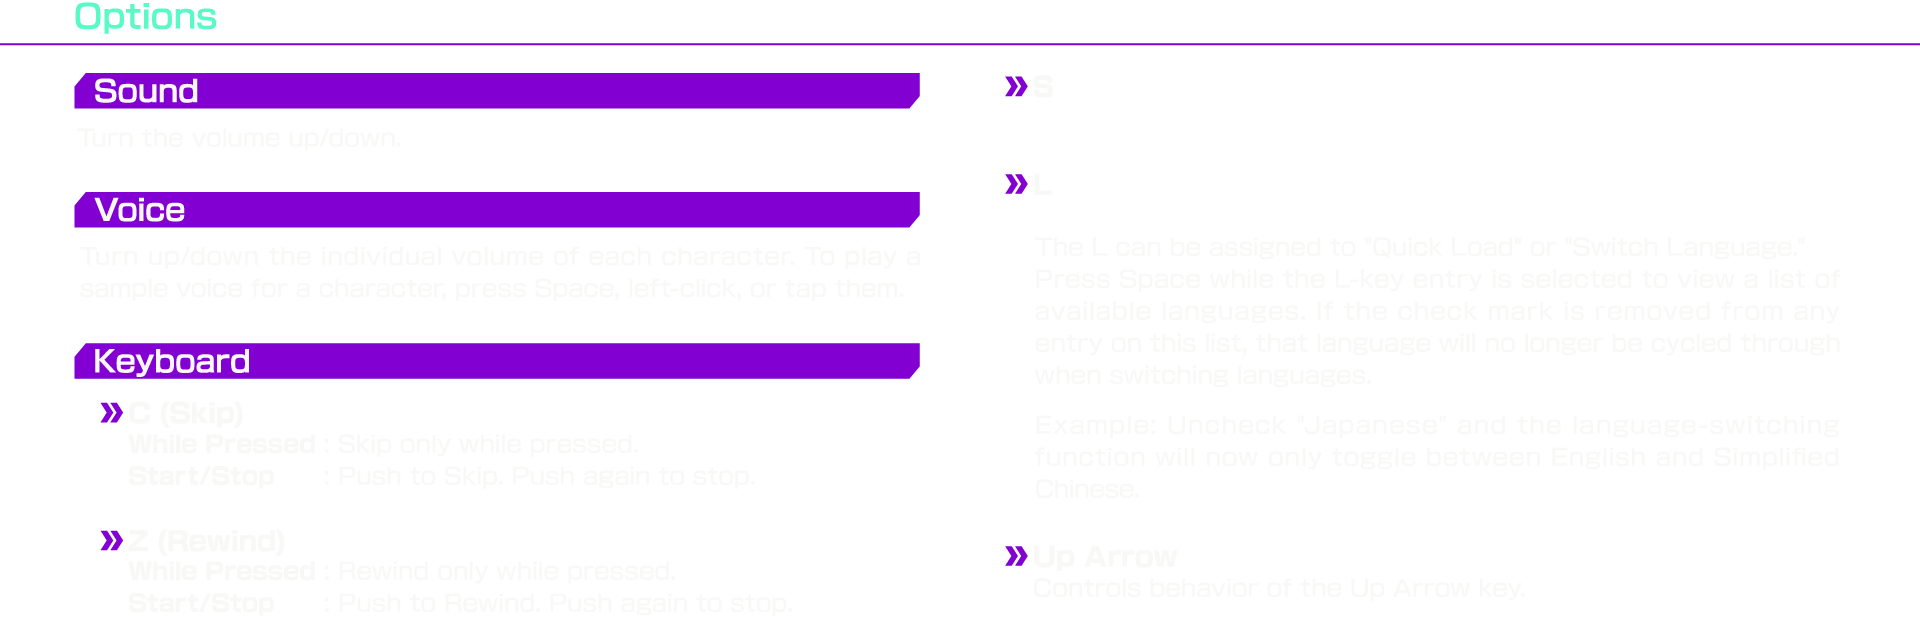 Options
Sound
Turn the volume up/down.
Voice
Turn up/down the individual volume of each character. To play a
sample voice for a character, press Space, left-click, or tap them.
Keyboard
C (Skip)
While Pressed : Skip only while pressed.
Start/Stop : Push to Skip. Push again to stop.
Z (Rewind)
While Pressed : Rewind only while pressed.
Start/Stop : Push to Rewind. Push again to stop.
S
L
The L can be assigned to "Quick Load" or "Switch Language."
Press Space while the L-key entry is selected to view a list of
available languages. If the check mark is removed from any
entry on this list, that language will no longer be cycled through
when switching languages.
Example: Uncheck "Japanese" and the language-switching
function will now only toggle between English and Simplified
Chinese.
Up Arrow
Controls behavior of the Up Arrow key.